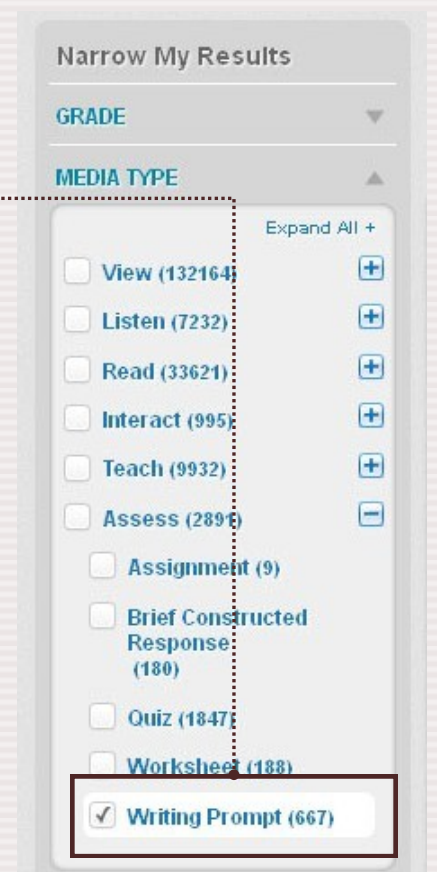 Narrow My Results
GRADE
MEDIA TYPE
Expand All +
View (132164)
Listen (7232)
Read (33621)
Interact (995)
Teach (9932)
Assess (2891)
Assignment (9)
Brief Constructed
Response
(180)
Quiz (1847)
Worksheet (188)
Writing Prompt (667)